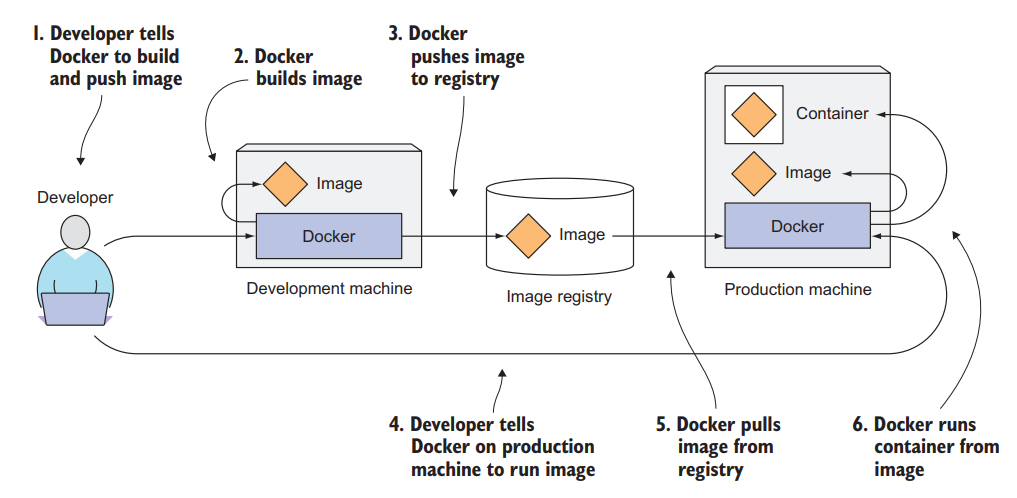 1. Developer tells
Docker to build
and push image
2. Docker
builds image
3. Docker
pushes image
to registry
Developer
Image
Docker
Development machine
Image
Image registry
Container
Image
Docker
Production machine
4. Developer tells
Docker on production
machine to run image
5. Docker pulls
image from
registry
6. Docker runs
container from
image